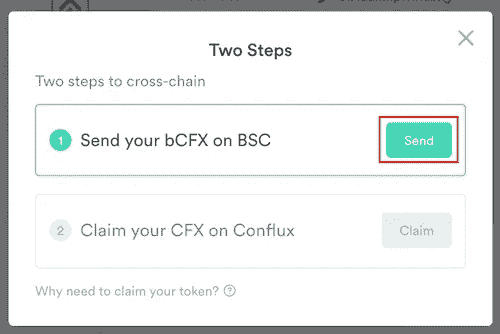 Two Steps
Two steps to cross-chain
1 Send your bCFX on BSC Send
2 Claim your CFX on Conflux Claim
Why need to claim your token? ?